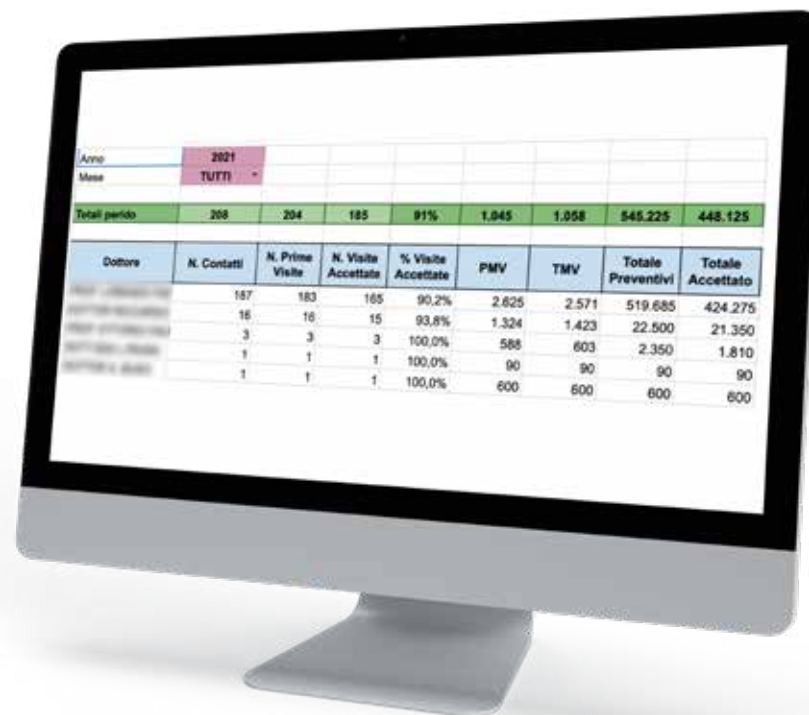 Anno 2021
Mese TUTTI
Totali perido 208 204 185 91% 1.045 1.058 545.225 448.125
Dottore N. Contatti N. Prime Visite N. Visite Accettate % Visite Accettate PMV TMV Totale Preventivi Totale Accettato
187 183 165 90,2% 2.625 2.571 519.685 424.275
16 16 15 93,8% 1.324 1.423 22.500 21.350
3 3 3 100,0% 588 603 2.350 1.810
1 1 1 100,0% 90 90 90 90
1 1 1 100,0% 600 600 600 600